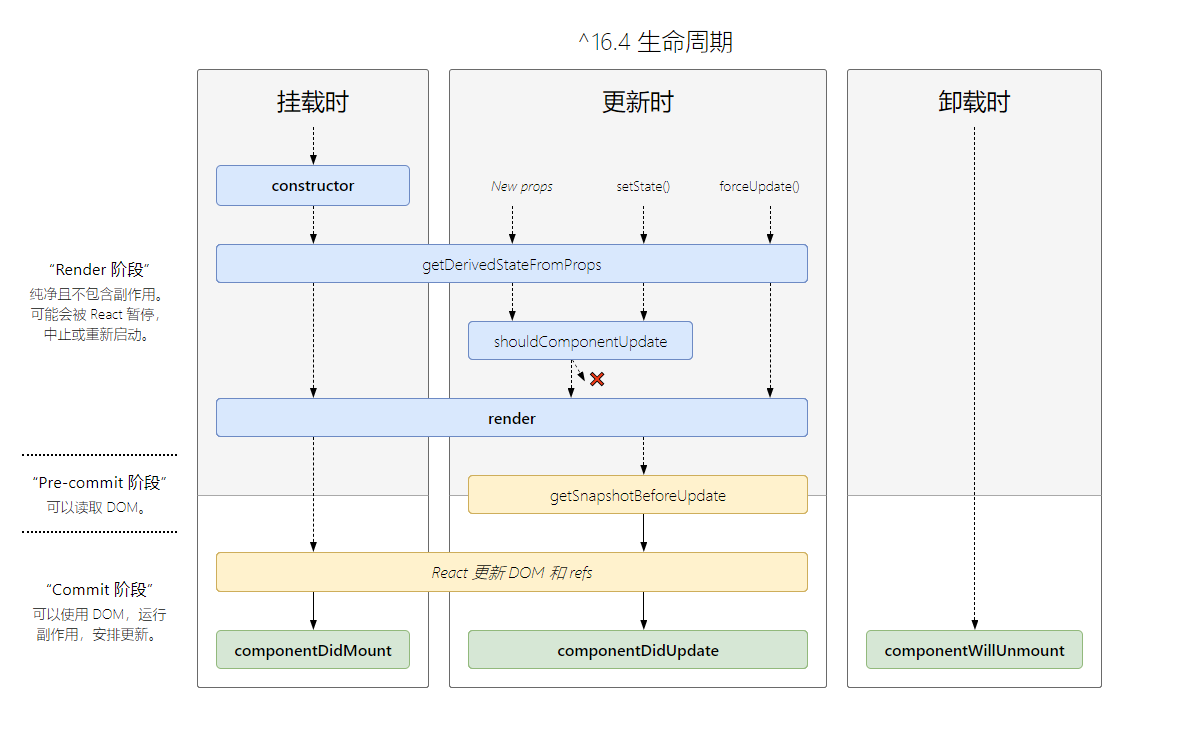 ^16.4 生命周期
挂载时
更新时
卸载时
constructor
New props
setState()
forceUpdate()
“Render 阶段”
纯净且不包含副作用。
可能会被 React 暂停，
中止或重新启动。
getDerivedStateFromProps
shouldComponentUpdate
render
“Pre-commit 阶段”
可以读取 DOM。
getSnapshotBeforeUpdate
React 更新 DOM 和 refs
“Commit 阶段”
可以使用 DOM，运行
副作用，安排更新。
componentDidMount
componentDidUpdate
componentWillUnmount